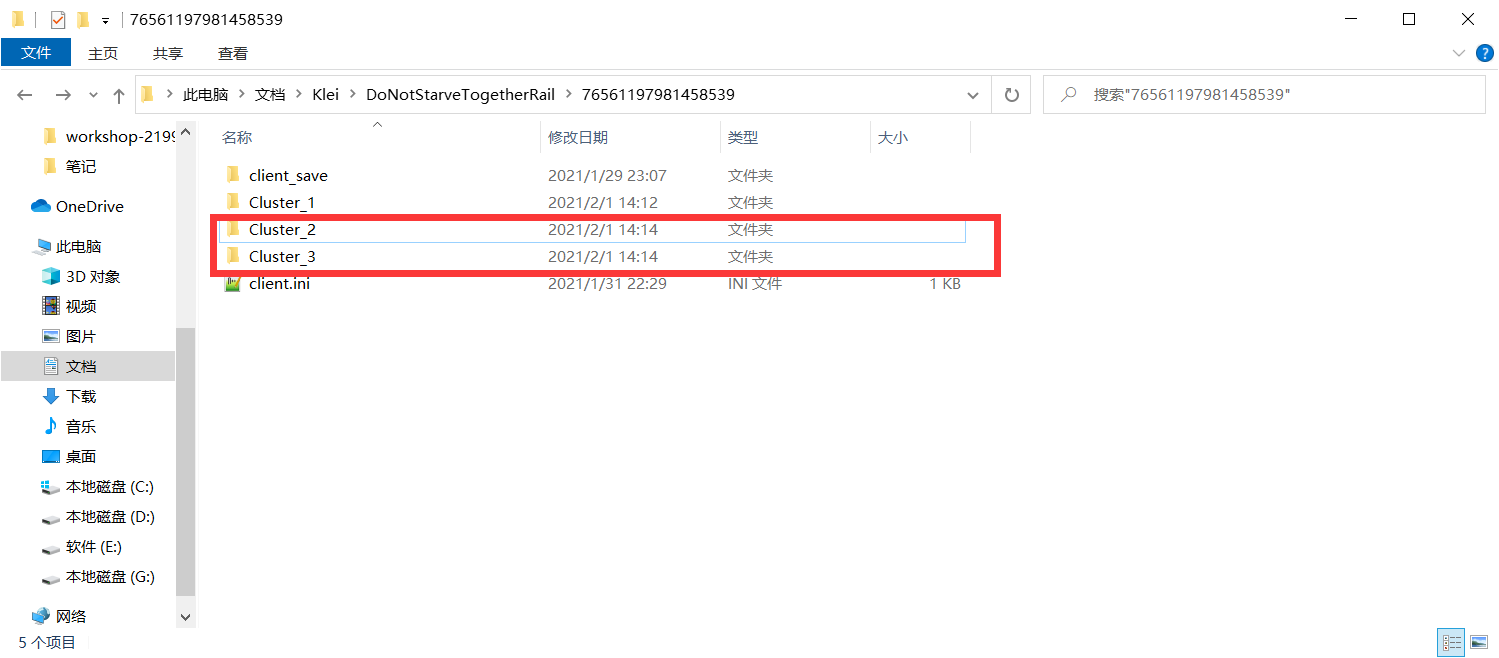 76561197981458539
文件 主页 共享 查看
此电脑 Klei DoNotStarveTogetherRail 76561197981458539 搜索"76561197981458539"
workshop-2199
笔记
OneDrive
此电脑
3D 对象
视频
图片
文档
下载
音乐
桌面
本地磁盘 (C:)
本地磁盘 (D:)
软件 (E:)
本地磁盘 (G:)
网络
名称 修改日期 类型 大小
client_save 2021/1/29 23:07 文件夹
Cluster_1 2021/2/1 14:12 文件夹
Cluster_2 2021/2/1 14:14 文件夹
Cluster_3 2021/2/1 14:14 文件夹
client.ini 2021/1/31 22:29 INI 文件 1 KB
5 个项目